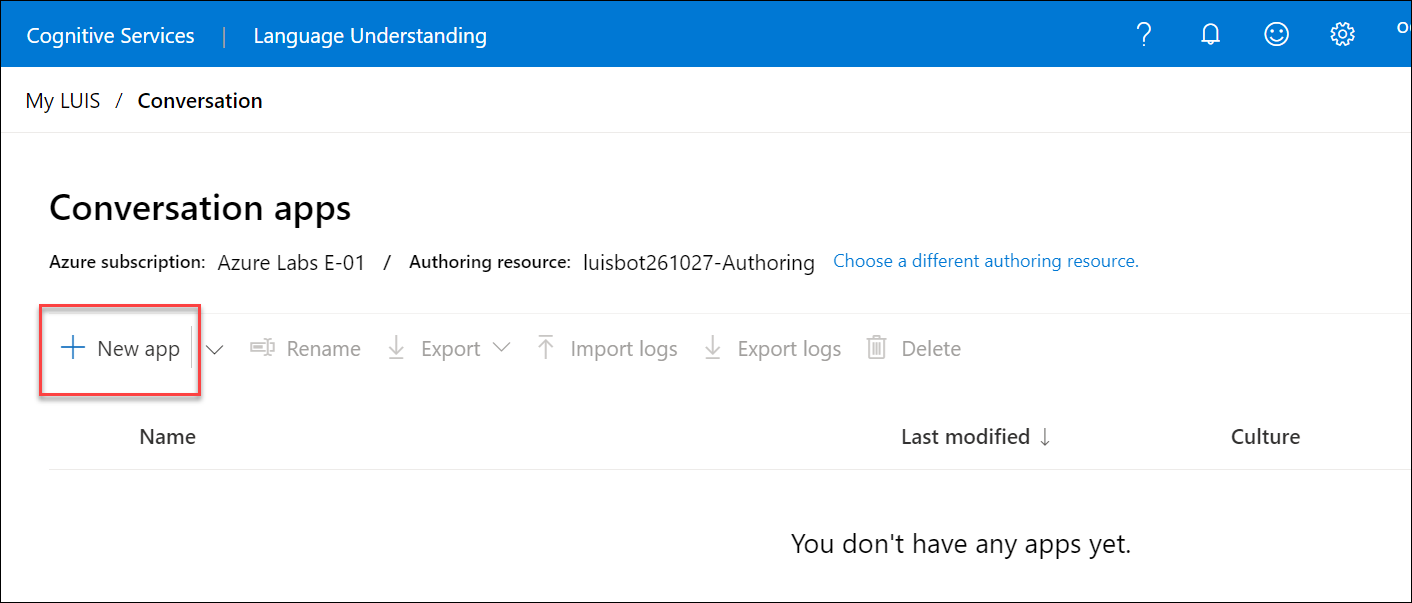 Cognitive Services | Language Understanding
My LUIS / Conversation
Conversation apps
Azure subscription: Azure Labs E-01 / Authoring resource: luisbot261027-Authoring Choose a different authoring resource.
New app Rename Export Import logs Export logs Delete
Name Last modified ↓ Culture
You don't have any apps yet.